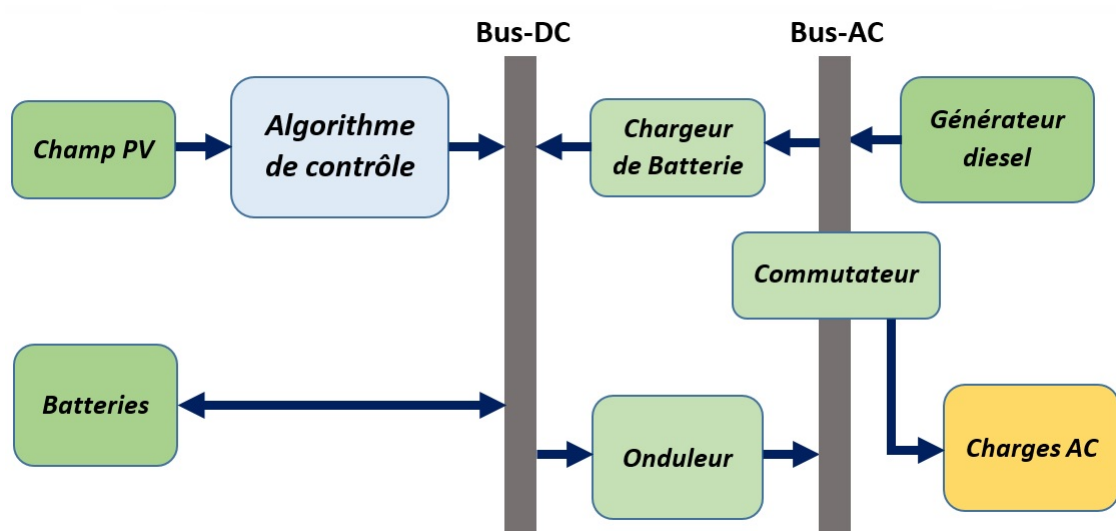 Bus-DC
Bus-AC
Champ PV
Algorithme
de contrôle
Chargeur
de Batterie
Générateur
diesel
Commutateur
Batteries
Onduleur
Charges AC